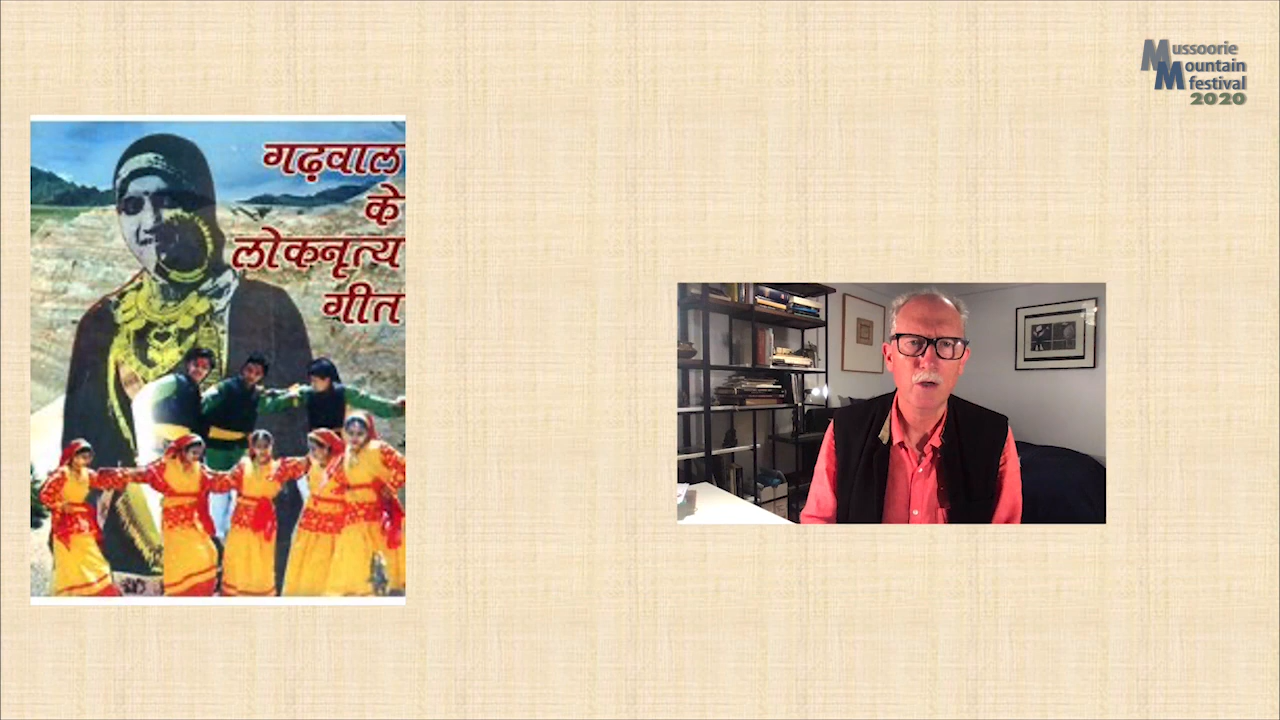 गढ़वाल
के
लोकनृत्य
गीत
Mussoorie
Mountain
festival
2020